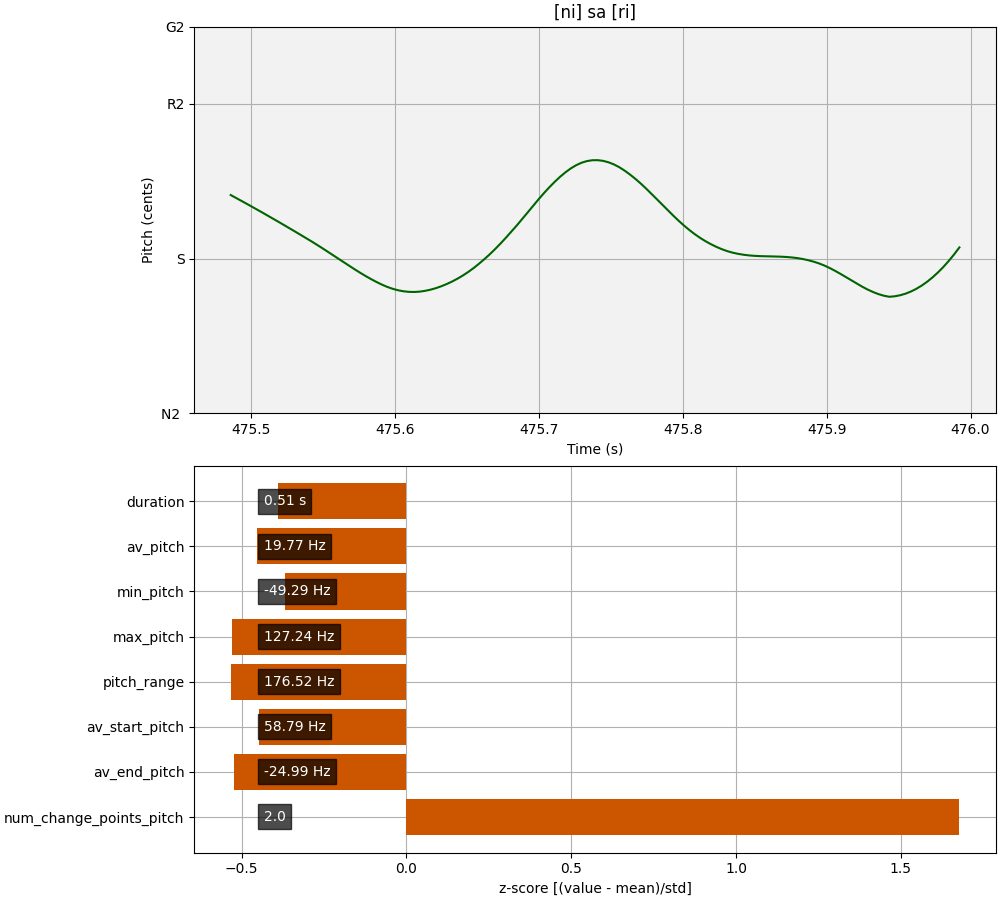 [ni] sa [ri]
G2
R2
S
N2
Pitch (cents)
475.5 475.6 475.7 475.8 475.9 476.0
Time (s)
duration 0.51 s
av_pitch 19.77 Hz
min_pitch -49.29 Hz
max_pitch 127.24 Hz
pitch_range 176.52 Hz
av_start_pitch 58.79 Hz
av_end_pitch -24.99 Hz
num_change_points_pitch 2.0
−0.5 0.0 0.5 1.0 1.5
z-score [(value - mean)/std]